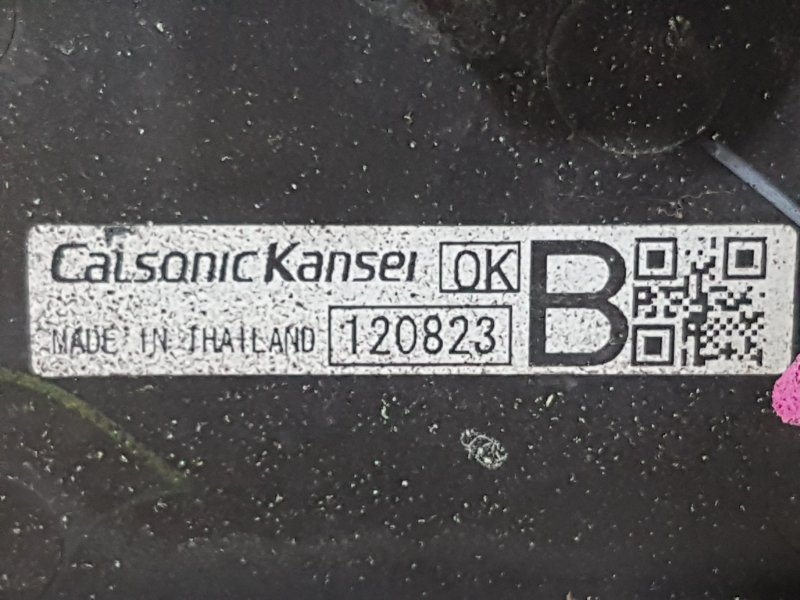 CalsonicKansei OK B
MADE IN THAILAND 120823